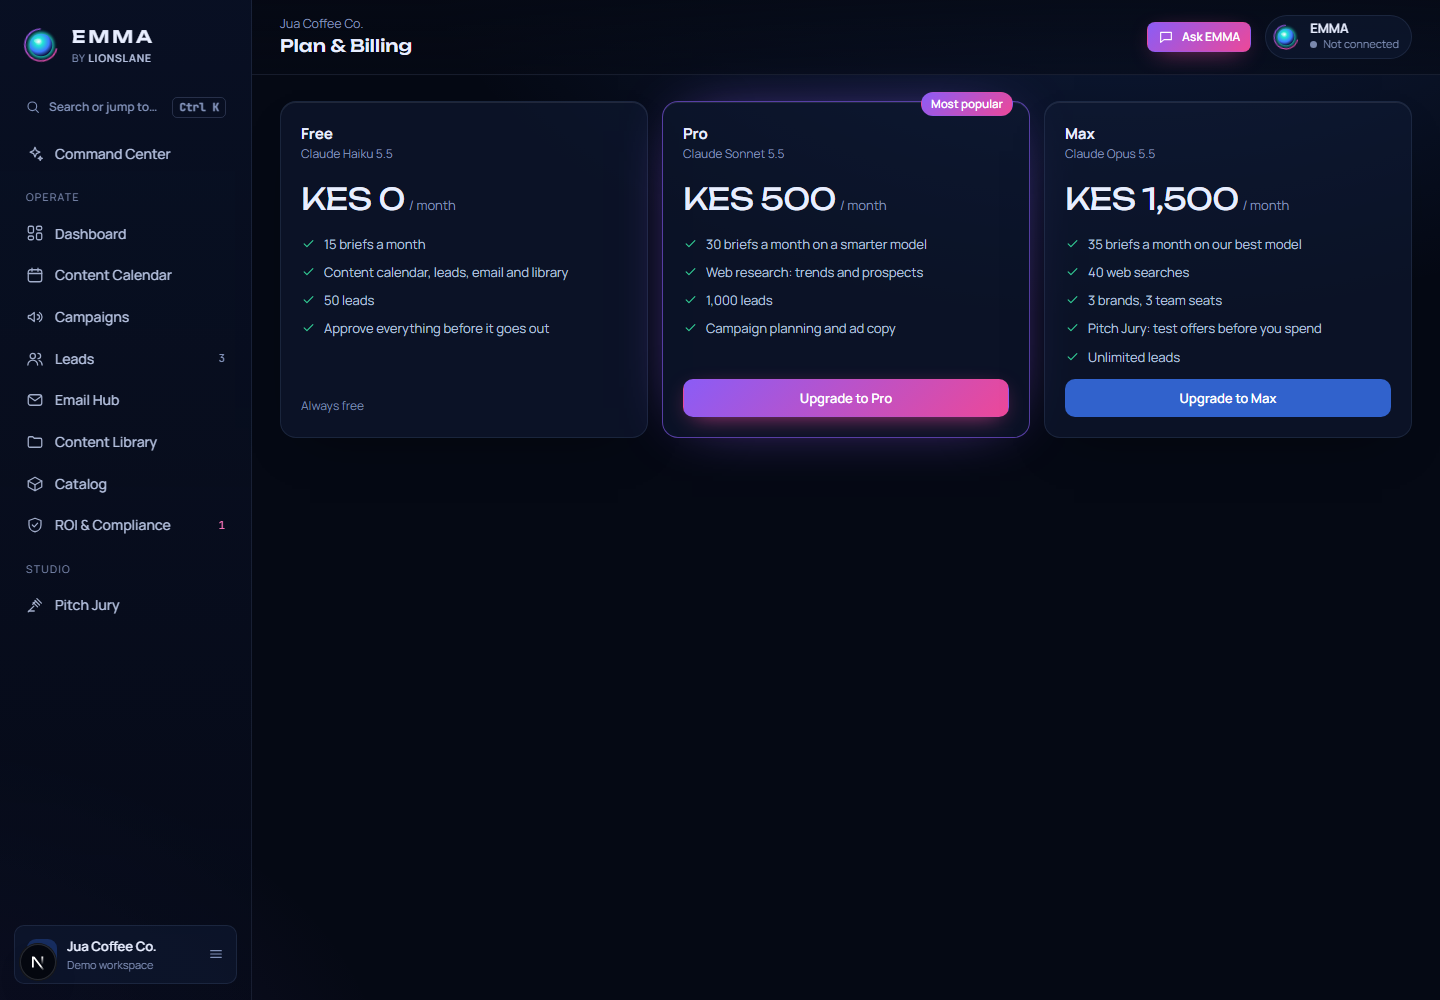 EMMA
BY LIONSLANE
Search or jump to...
Ctrl K
Command Center
OPERATE
Dashboard
Content Calendar
Campaigns
Leads 3
Email Hub
Content Library
Catalog
ROI & Compliance 1
STUDIO
Pitch Jury
N
Jua Coffee Co.
Demo workspace
Jua Coffee Co.
Plan & Billing
Ask EMMA
EMMA
Not connected
Free
Claude Haiku 5.5
KES 0 / month
15 briefs a month
Content calendar, leads, email and library
50 leads
Approve everything before it goes out
Always free
Most popular
Pro
Claude Sonnet 5.5
KES 500 / month
30 briefs a month on a smarter model
Web research: trends and prospects
1,000 leads
Campaign planning and ad copy
Upgrade to Pro
Max
Claude Opus 5.5
KES 1,500 / month
35 briefs a month on our best model
40 web searches
3 brands, 3 team seats
Pitch Jury: test offers before you spend
Unlimited leads
Upgrade to Max